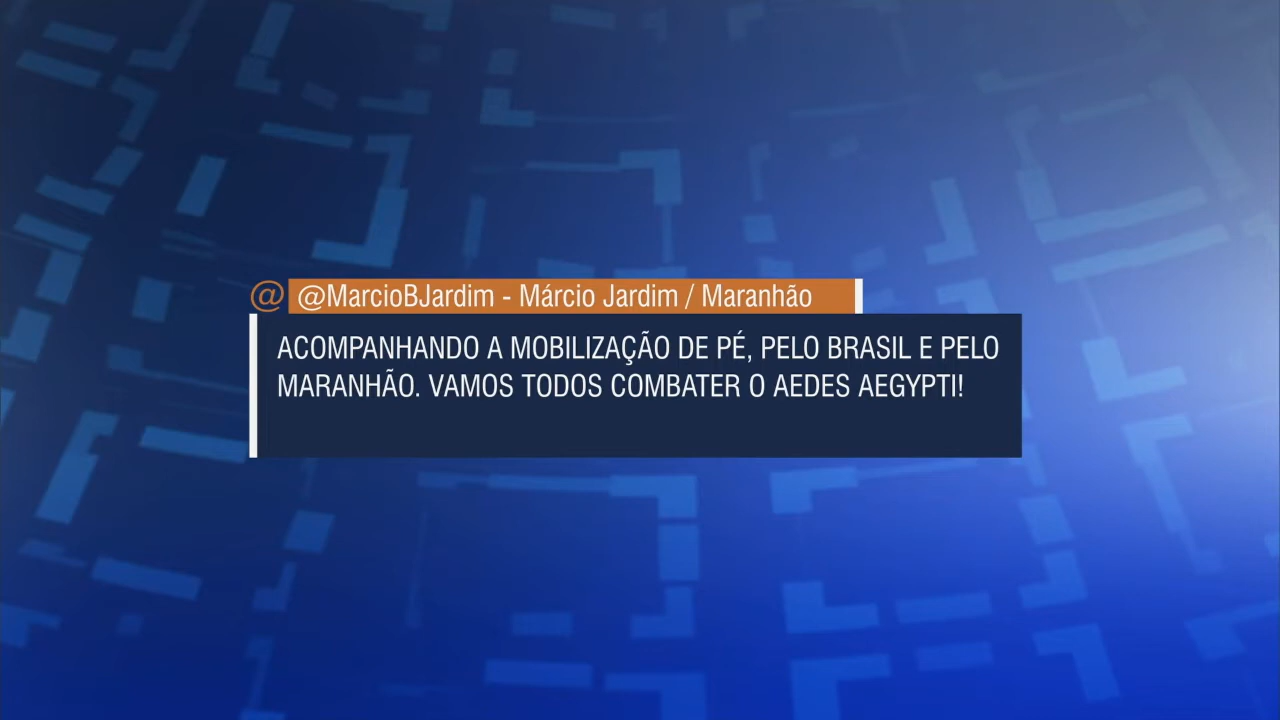 @ @MarcioBJardim - Márcio Jardim / Maranhão
ACOMPANHANDO A MOBILIZAÇÃO DE PÉ, PELO BRASIL E PELO
MARANHÃO. VAMOS TODOS COMBATER O AEDES AEGYPTI!